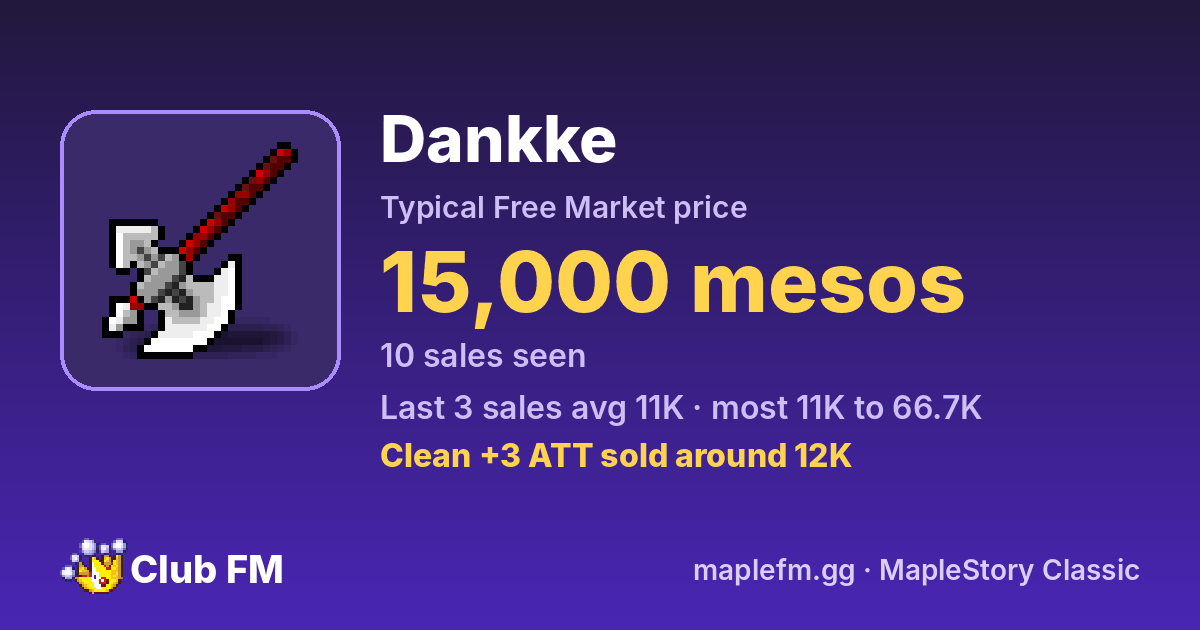 Dankke
Typical Free Market price
15,000 mesos
10 sales seen
Last 3 sales avg 11K · most 11K to 66.7K
Clean +3 ATT sold around 12K
Club FM
maplefm.gg · MapleStory Classic